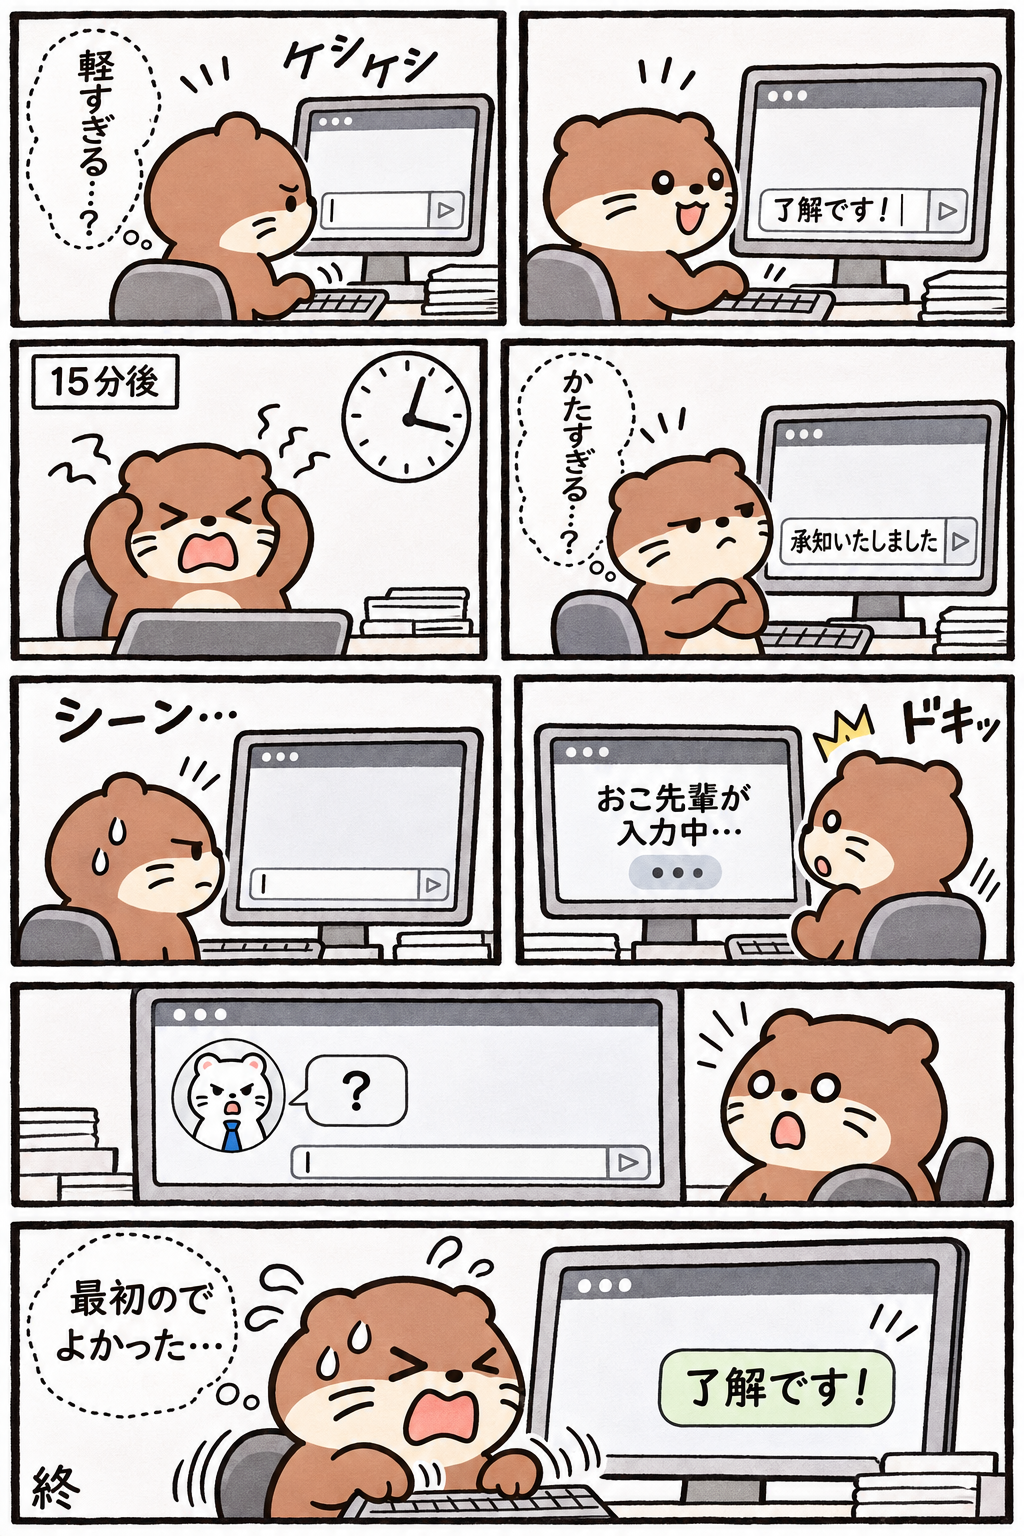 了解です!
ケシケシ
軽すぎる…?
かたすぎる…?
承知いたしました
15分後
ドキッ
おこ先輩が
入力中…
シーン…
?
了解です!
最初ので
よかった…
終